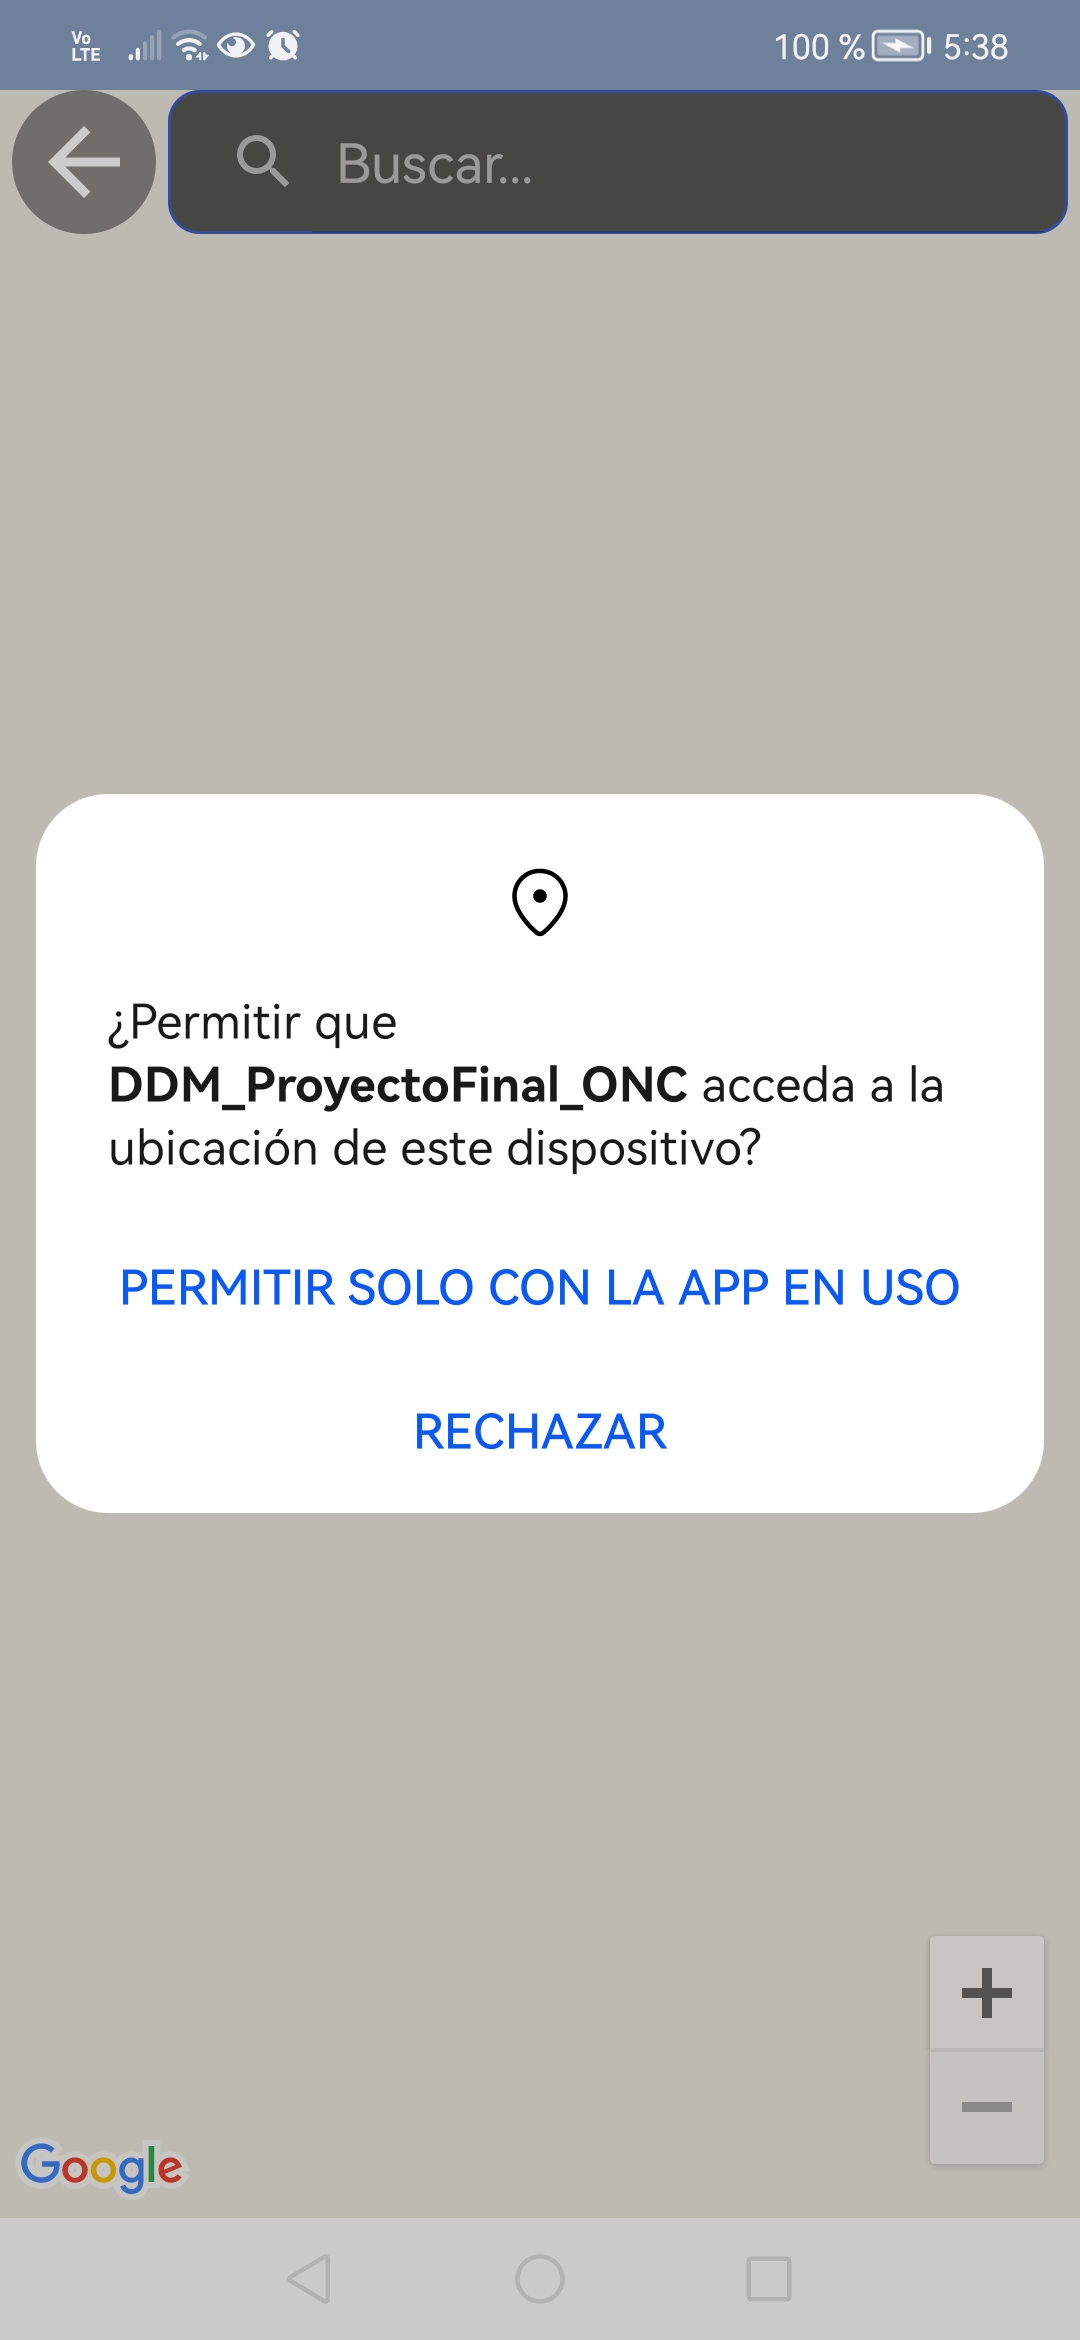 Vo
LTE
100 %
5:38
Buscar...
¿Permitir que
DDM_ProyectoFinal_ONC acceda a la
ubicación de este dispositivo?
PERMITIR SOLO CON LA APP EN USO
RECHAZAR
Google